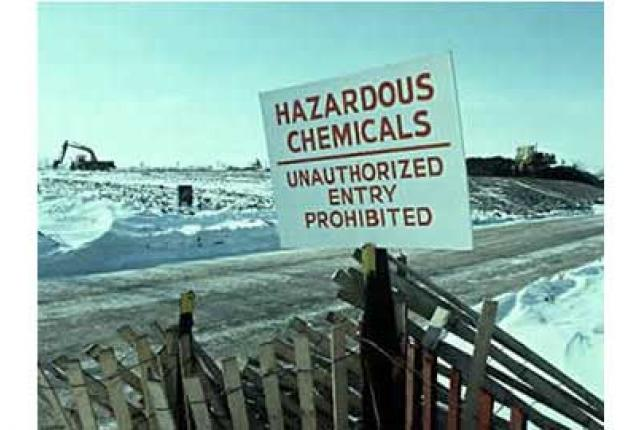 HAZARDOUS
CHEMICALS
UNAUTHORIZED
ENTRY
PROHIBITED